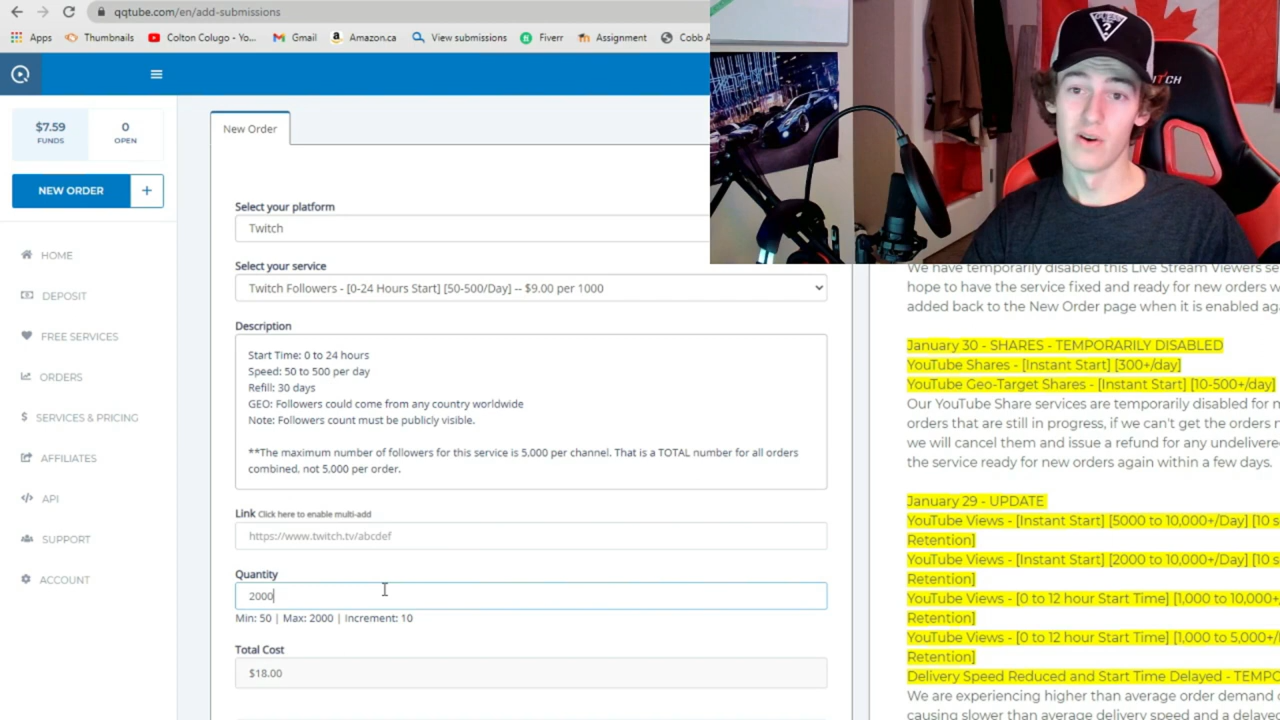 qqtube.com/en/add-submissions
Apps
Thumbnails
Colton Colugo - Yo...
Gmail
Amazon.ca
View submissions
Fiverr
Assignment
Cobb A
GUESS
?
$7.59
FUNDS
0
OPEN
NEW ORDER
+
HOME
DEPOSIT
FREE SERVICES
ORDERS
SERVICES & PRICING
AFFILIATES
API
SUPPORT
ACCOUNT
New Order
Select your platform
Twitch
Select your service
Twitch Followers - [0-24 Hours Start] [50-500/Day] -- $9.00 per 1000
Description
Start Time: 0 to 24 hours
Speed: 50 to 500 per day
Refill: 30 days
GEO: Followers could come from any country worldwide
Note: Followers count must be publicly visible.
**The maximum number of followers for this service is 5,000 per channel. That is a TOTAL number for all orders
combined, not 5,000 per order.
Link Click here to enable multi-add
https://www.twitch.tv/abcdef
Quantity
2000
Min: 50 | Max: 2000 | Increment: 10
Total Cost
$18.00
We have temporarily disabled this Live Stream Viewers se
hope to have the service fixed and ready for new orders w
added back to the New Order page when it is enabled aga
January 30 - SHARES - TEMPORARILY DISABLED
YouTube Shares - [Instant Start] [300+/day]
YouTube Geo-Target Shares - [Instant Start] [10-500+/day]
Our YouTube Share services are temporarily disabled for m
orders that are still in progress, if we can't get the orders r
we will cancel them and issue a refund for any undelivere
the service ready for new orders again within a few days.
January 29 - UPDATE
YouTube Views - [Instant Start] [5000 to 10,000+/Day] [10 s
Retention]
YouTube Views - [Instant Start] [2000 to 10,000+/Day] [10 s
Retention]
YouTube Views - [0 to 12 hour Start Time] [1,000 to 10,000+/
Retention]
YouTube Views - [0 to 12 hour Start Time] [1,000 to 5,000+/
Retention]
Delivery Speed Reduced and Start Time Delayed - TEMPO
We are experiencing higher than average order demand c
causing slower than average delivery speed and a delayed